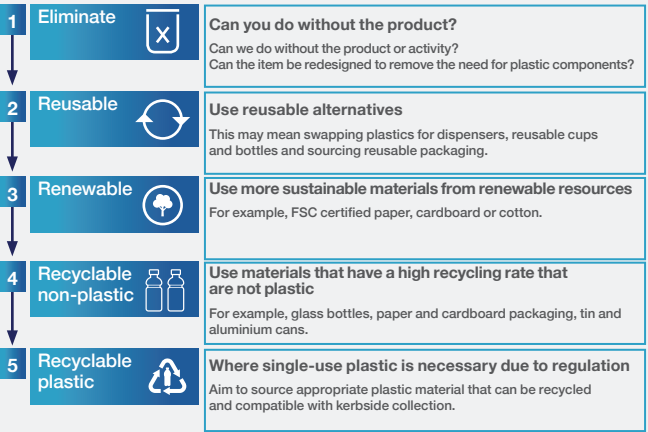 1
Eliminate
Can you do without the product?
Can we do without the product or activity?
Can the item be redesigned to remove the need for plastic components?
2
Reusable
Use reusable alternatives
This may mean swapping plastics for dispensers, reusable cups
and bottles and sourcing reusable packaging.
3
Renewable
Use more sustainable materials from renewable resources
For example, FSC certified paper, cardboard or cotton.
4
Recyclable
non-plastic
Use materials that have a high recycling rate that
are not plastic
For example, glass bottles, paper and cardboard packaging, tin and
aluminium cans.
5
Recyclable
plastic
Where single-use plastic is necessary due to regulation
Aim to source appropriate plastic material that can be recycled
and compatible with kerbside collection.